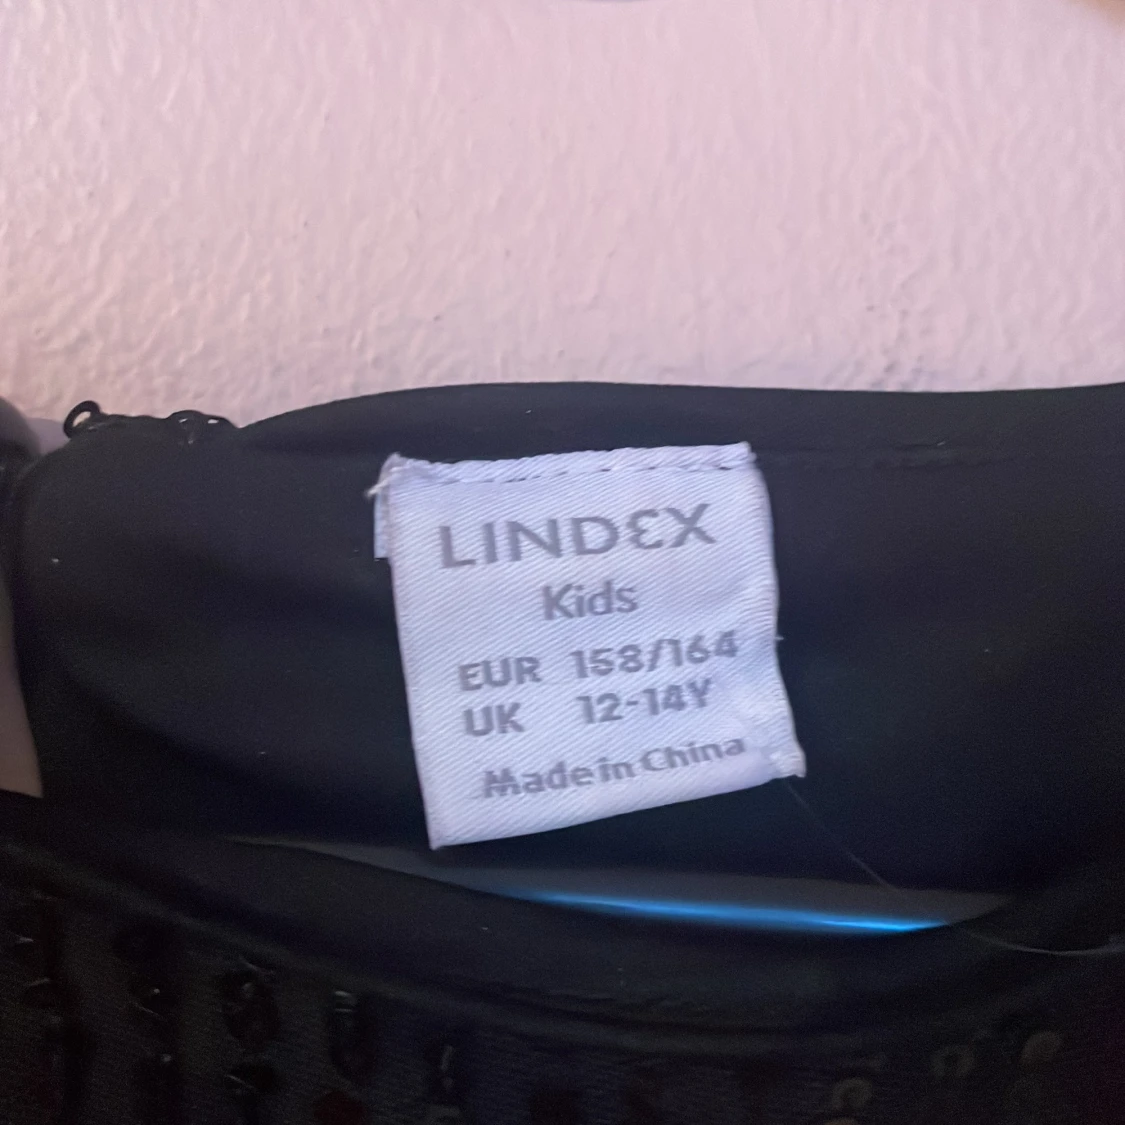 LINDEX
Kids
EUR 158/164
UK 12-14Y
Made in China